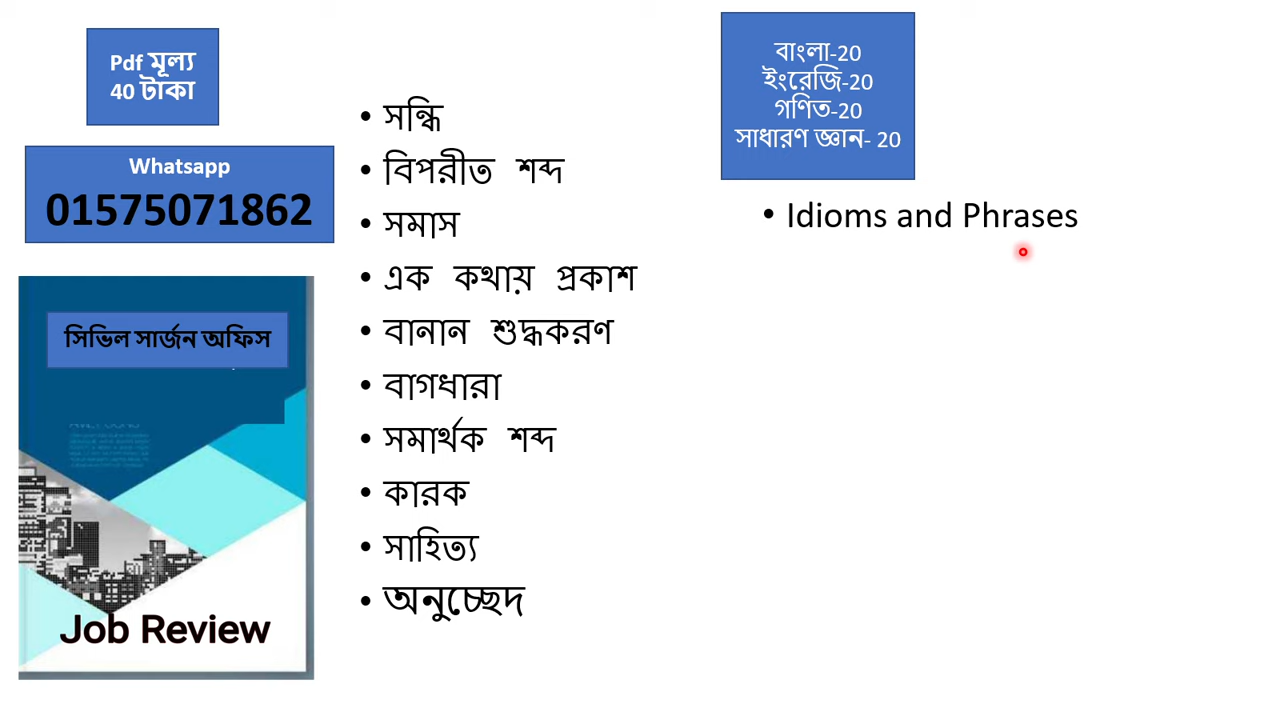 Pdf মূল্য
40 টাকা
Whatsapp
01575071862
সিভিল সার্জন অফিস
Job Review
• সন্ধি
• বিপরীত শব্দ
• সমাস
• এক কথায় প্রকাশ
• বানান শুদ্ধকরণ
• বাগধারা
• সমার্থক শব্দ
• কারক
• সাহিত্য
• অনুচ্ছেদ
বাংলা-20
ইংরেজি-20
গণিত-20
সাধারণ জ্ঞান- 20
• Idioms and Phrases